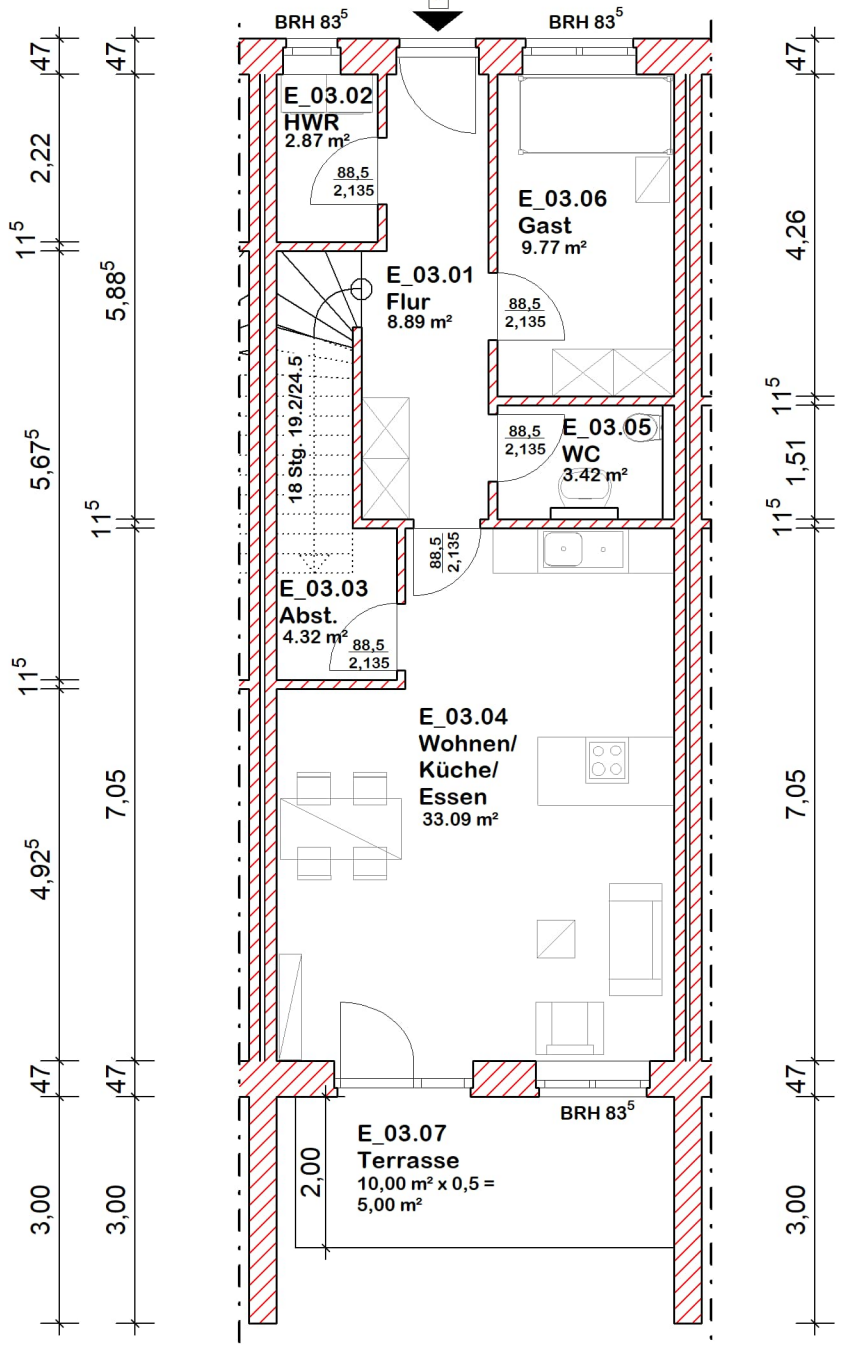 BRH 83⁵
BRH 83⁵
47
47
47
E_03.02
HWR
2.87 m²
88,5
2,135
2,22
E_03.06
Gast
9.77 m²
4,26
11⁵
5,88⁵
E_03.01
Flur
8.89 m²
88,5
2,135
18 Stg. 19.2/24.5
11⁵
5,67⁵
88,5
2,135
E_03.05
WC
3.42 m²
1,51
11⁵
11⁵
88,5
2,135
E_03.03
Abst.
4.32 m²
88,5
2,135
11⁵
E_03.04
Wohnen/
Küche/
Essen
33.09 m²
7,05
7,05
4,92⁵
47
47
47
BRH 83⁵
E_03.07
Terrasse
10,00 m² x 0,5 =
5,00 m²
2,00
3,00
3,00
3,00